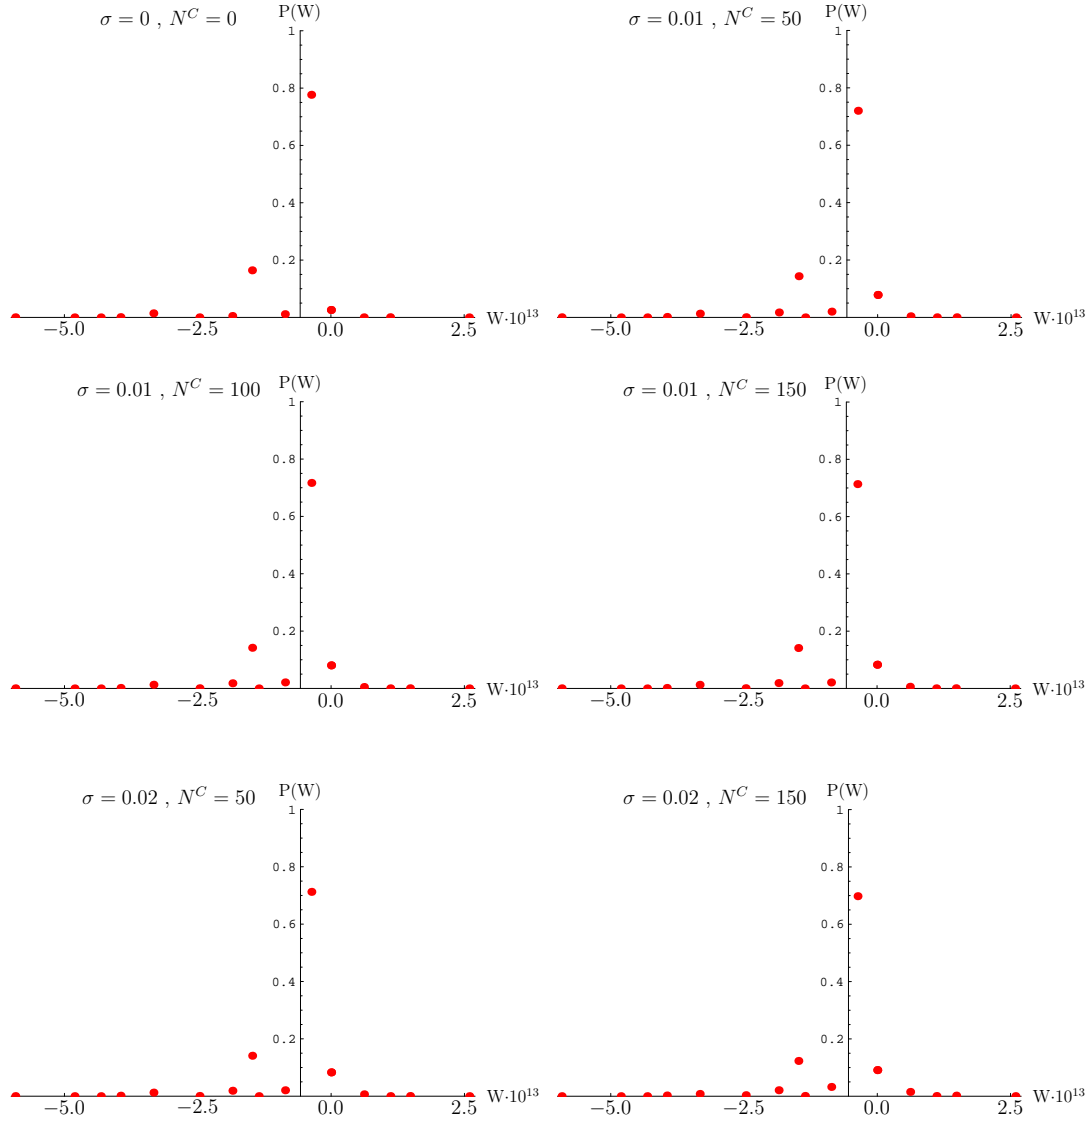 σ = 0 , N^C = 0 P(W)
1
0.8
0.6
0.4
0.2
−5.0 −2.5 0.0 2.5 W·10^13
σ = 0.01 , N^C = 50 P(W)
1
0.8
0.6
0.4
0.2
−5.0 −2.5 0.0 2.5 W·10^13
σ = 0.01 , N^C = 100 P(W)
1
0.8
0.6
0.4
0.2
−5.0 −2.5 0.0 2.5 W·10^13
σ = 0.01 , N^C = 150 P(W)
1
0.8
0.6
0.4
0.2
−5.0 −2.5 0.0 2.5 W·10^13
σ = 0.02 , N^C = 50 P(W)
1
0.8
0.6
0.4
0.2
−5.0 −2.5 0.0 2.5 W·10^13
σ = 0.02 , N^C = 150 P(W)
1
0.8
0.6
0.4
0.2
−5.0 −2.5 0.0 2.5 W·10^13